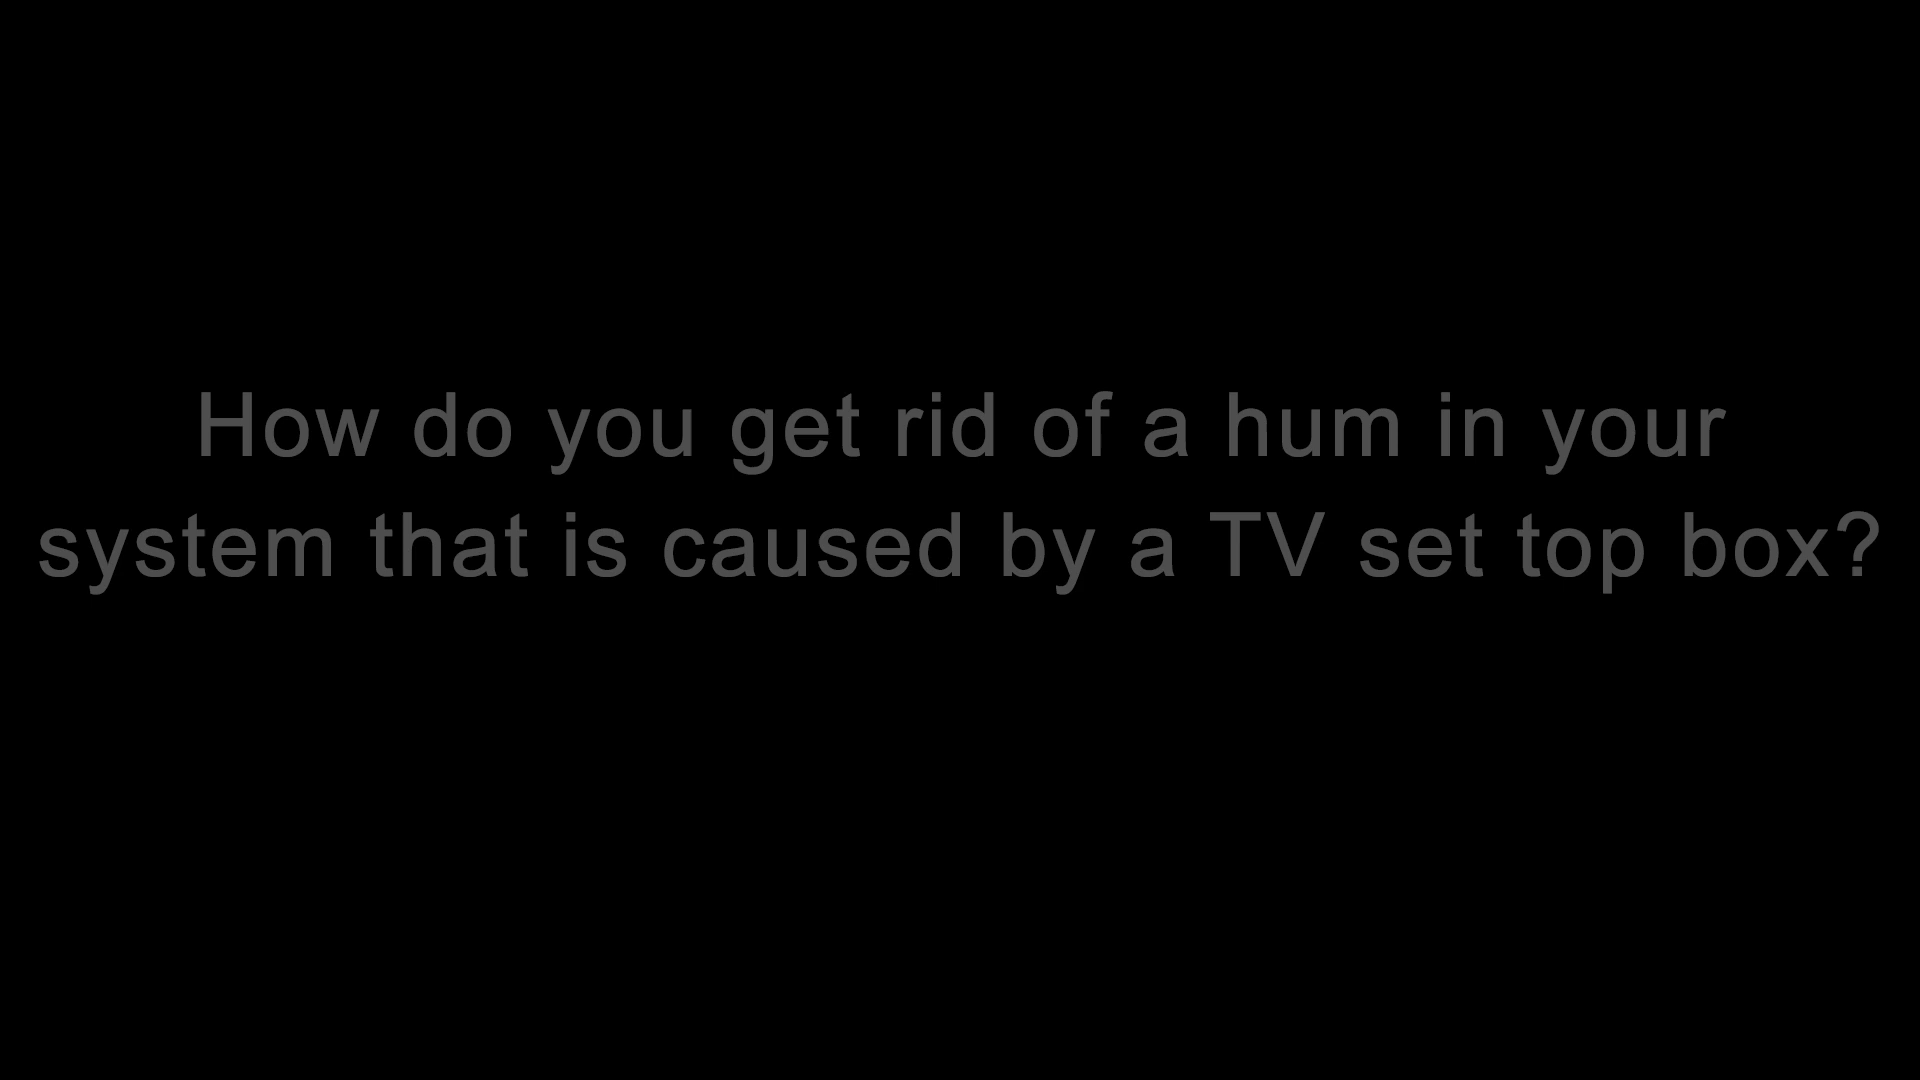 How do you get rid of a hum in your
system that is caused by a TV set top box?